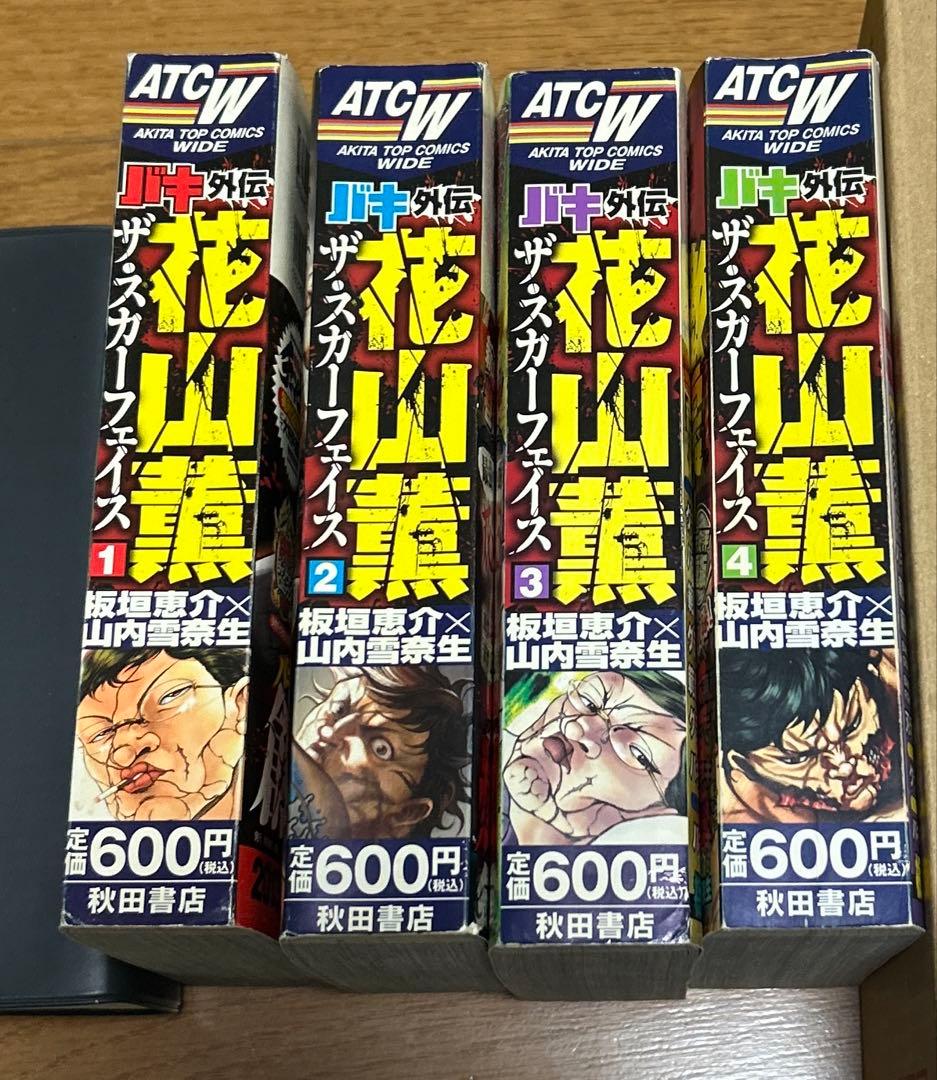 ATCW
AKITA TOP COMICS
WIDE
バキ外伝
花山薫
ザ・スカーフェイス
1
板垣恵介×
山内雪奈生
定価600円(税込)
秋田書店
ATCW
AKITA TOP COMICS
WIDE
バキ外伝
花山薫
ザ・スカーフェイス
2
板垣恵介×
山内雪奈生
定価600円(税込)
秋田書店
ATCW
AKITA TOP COMICS
WIDE
バキ外伝
花山薫
ザ・スカーフェイス
3
板垣恵介×
山内雪奈生
定価600円(税込)
秋田書店
ATCW
AKITA TOP COMICS
WIDE
バキ外伝
花山薫
ザ・スカーフェイス
4
板垣恵介×
山内雪奈生
定価600円(税込)
秋田書店